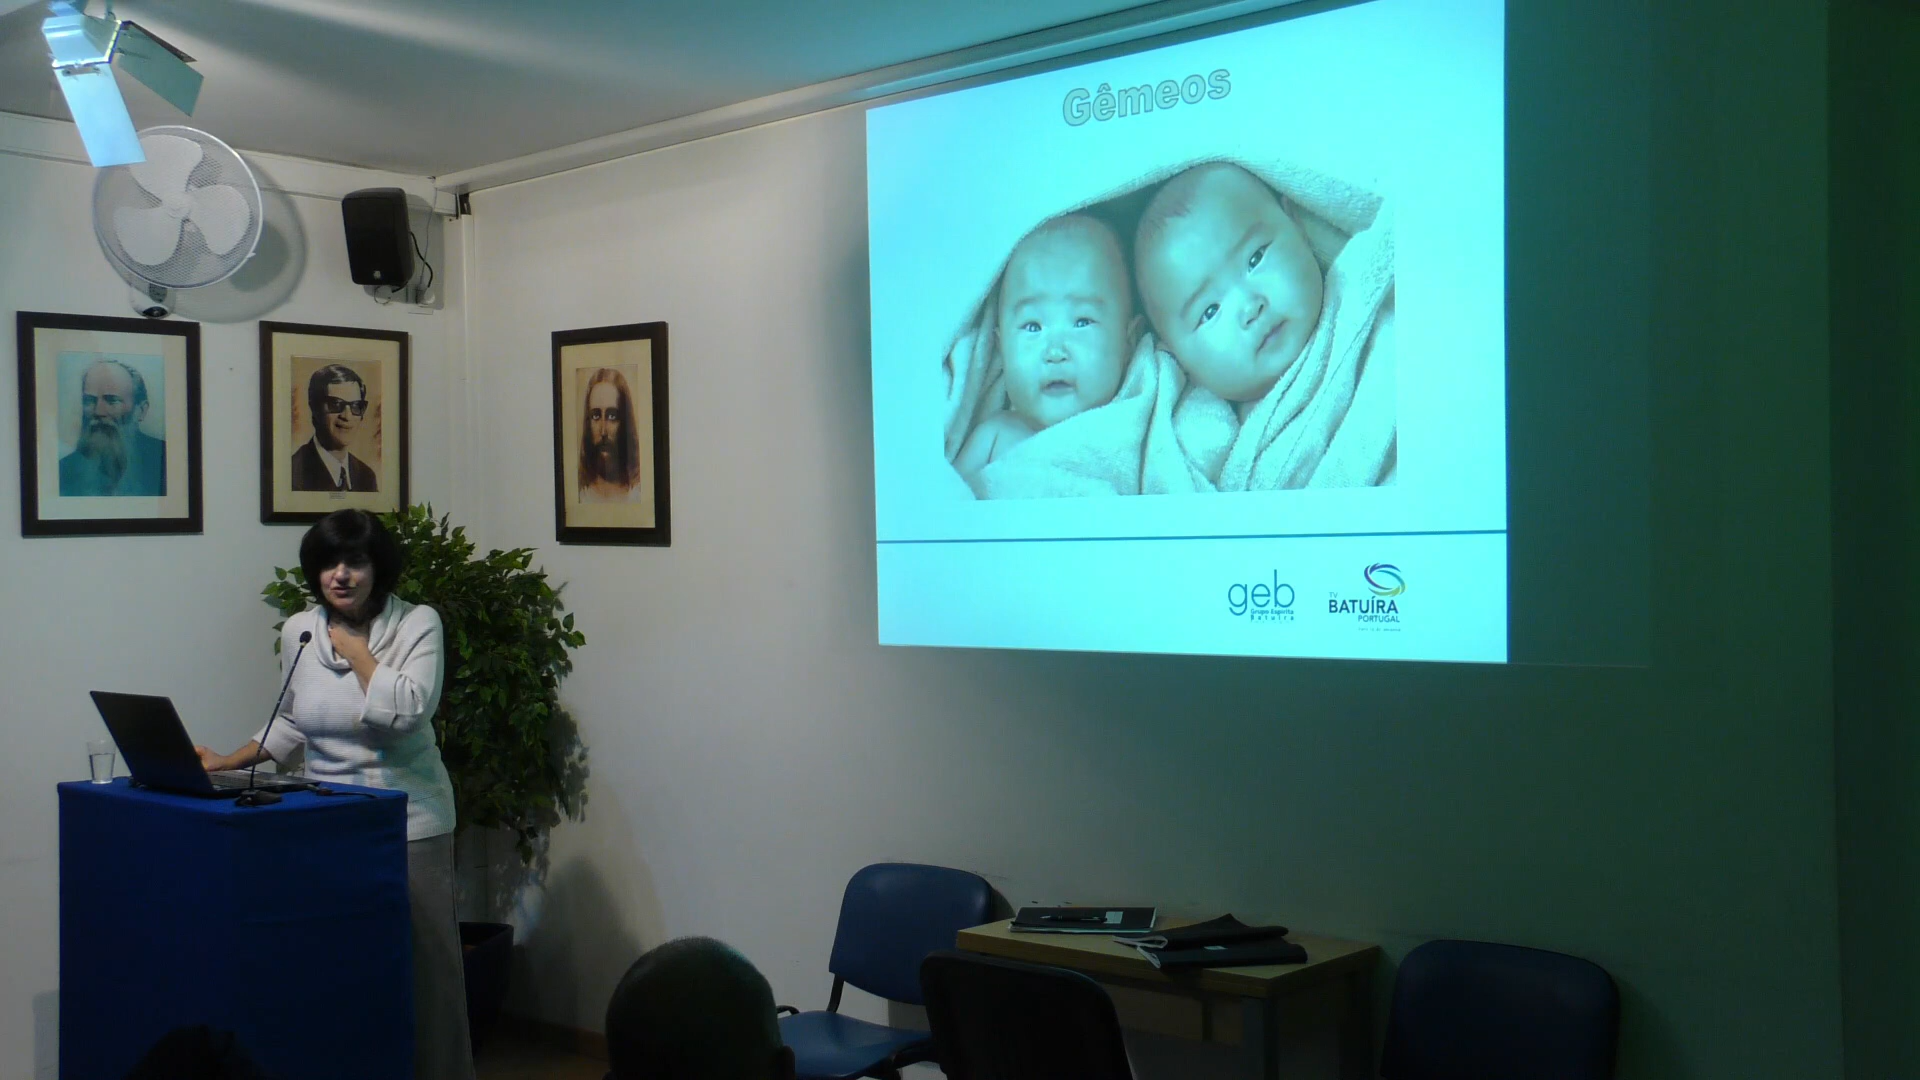 Gêmeos
geb
Grupo Espírita
Batuíra
TV
BATUÍRA
PORTUGAL